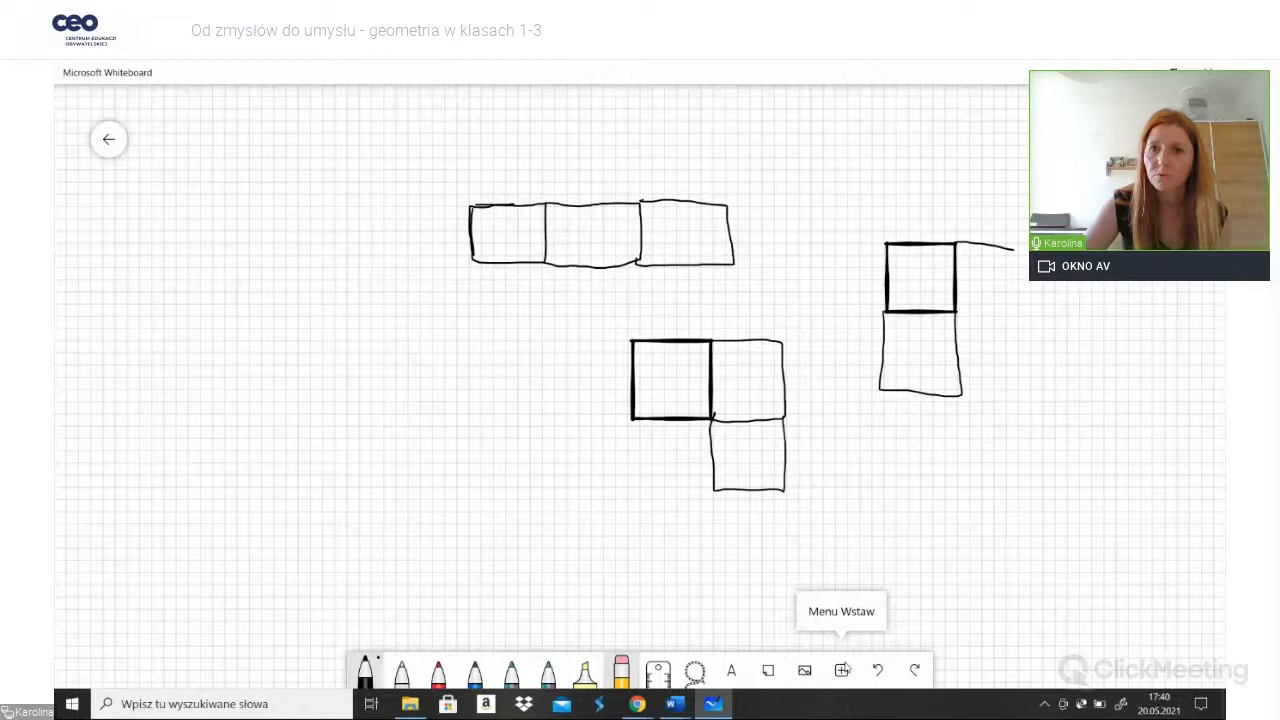 ceo
CENTRUM EDUKACJI
OBYWATELSKIEJ
Od zmysłów do umysłu - geometria w klasach 1-3
Microsoft Whiteboard
Karolina
OKNO AV
Menu Wstaw
A
ClickMeeting
Wpisz tu wyszukiwane słowa
17:40
20.05.2021
Karolina